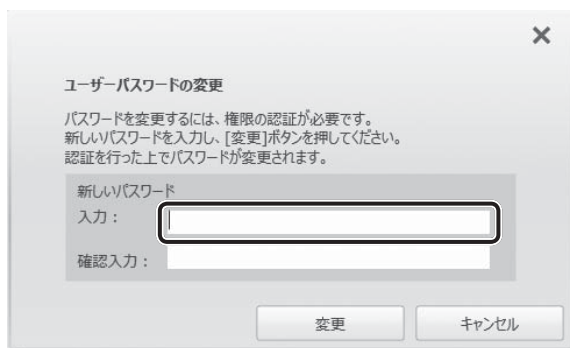 ユーザーパスワードの変更
パスワードを変更するには、権限の認証が必要です。
新しいパスワードを入力し、[変更]ボタンを押してください。
認証を行った上でパスワードが変更されます。
新しいパスワード
入力：
確認入力：
変更 キャンセル